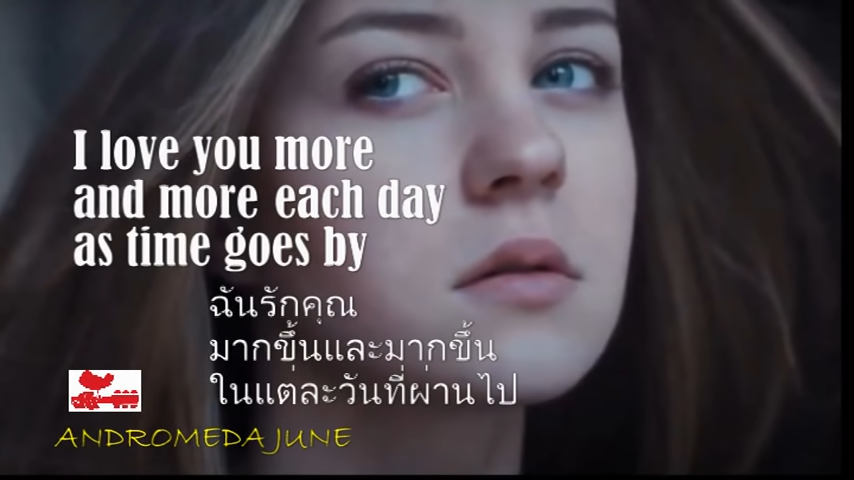 I love you more
and more each day
as time goes by
ฉันรักคุณ
มากขึ้นและมากขึ้น
ในแต่ละวันที่ผ่านไป
ANDROMEDA JUNE